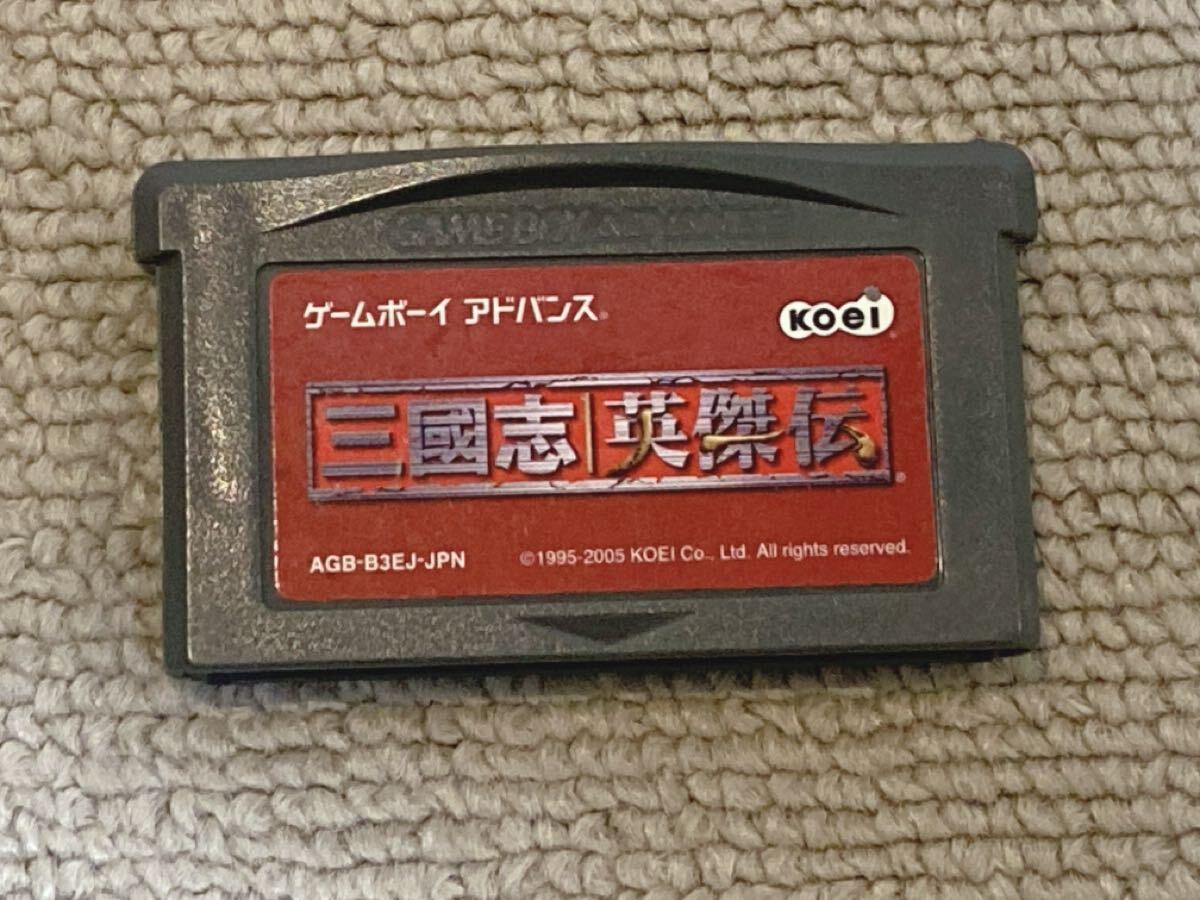 GAME BOY ADVANCE
ゲームボーイ アドバンス®
KOEI
三國志 英傑伝®
AGB-B3EJ-JPN
©1995-2005 KOEI Co., Ltd. All rights reserved.